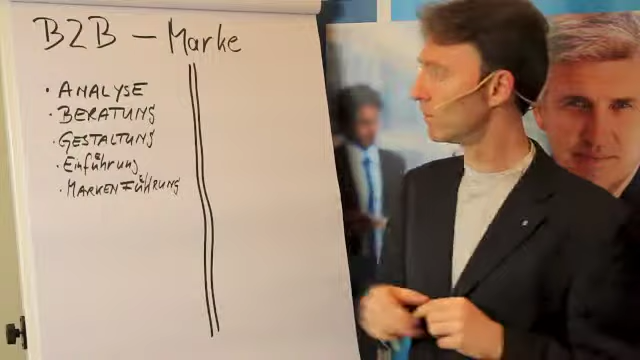 B2B – Marke
· ANALYSE
· BERATUNG
· GESTALTUNG
· Einführung
· MARKENFÜHRUNG